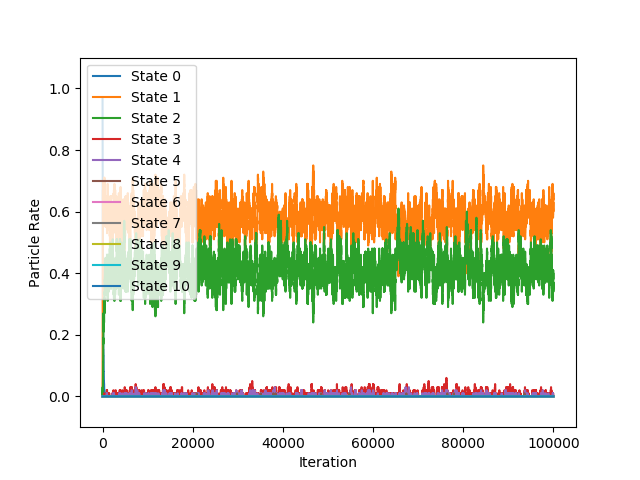 1.0
0.8
0.6
0.4
0.2
0.0
Particle Rate
State 0
State 1
State 2
State 3
State 4
State 5
State 6
State 7
State 8
State 9
State 10
0 20000 40000 60000 80000 100000
Iteration